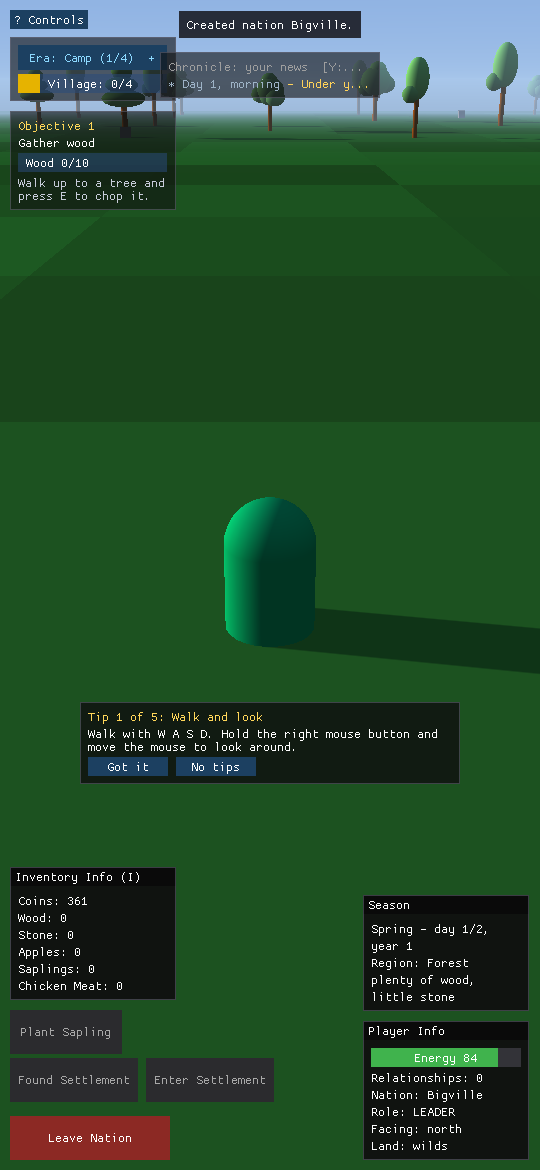 ? Controls
Created nation Bigville.
Era: Camp (1/4) +
Village: 0/4
Chronicle: your news [Y:...
* Day 1, morning - Under y...
Objective 1
Gather wood
Wood 0/10
Walk up to a tree and
press E to chop it.
Tip 1 of 5: Walk and look
Walk with W A S D. Hold the right mouse button and
move the mouse to look around.
Got it
No tips
Inventory Info (I)
Coins: 361
Wood: 0
Stone: 0
Apples: 0
Saplings: 0
Chicken Meat: 0
Plant Sapling
Found Settlement
Enter Settlement
Leave Nation
Season
Spring - day 1/2,
year 1
Region: Forest
plenty of wood,
little stone
Player Info
Energy 84
Relationships: 0
Nation: Bigville
Role: LEADER
Facing: north
Land: wilds